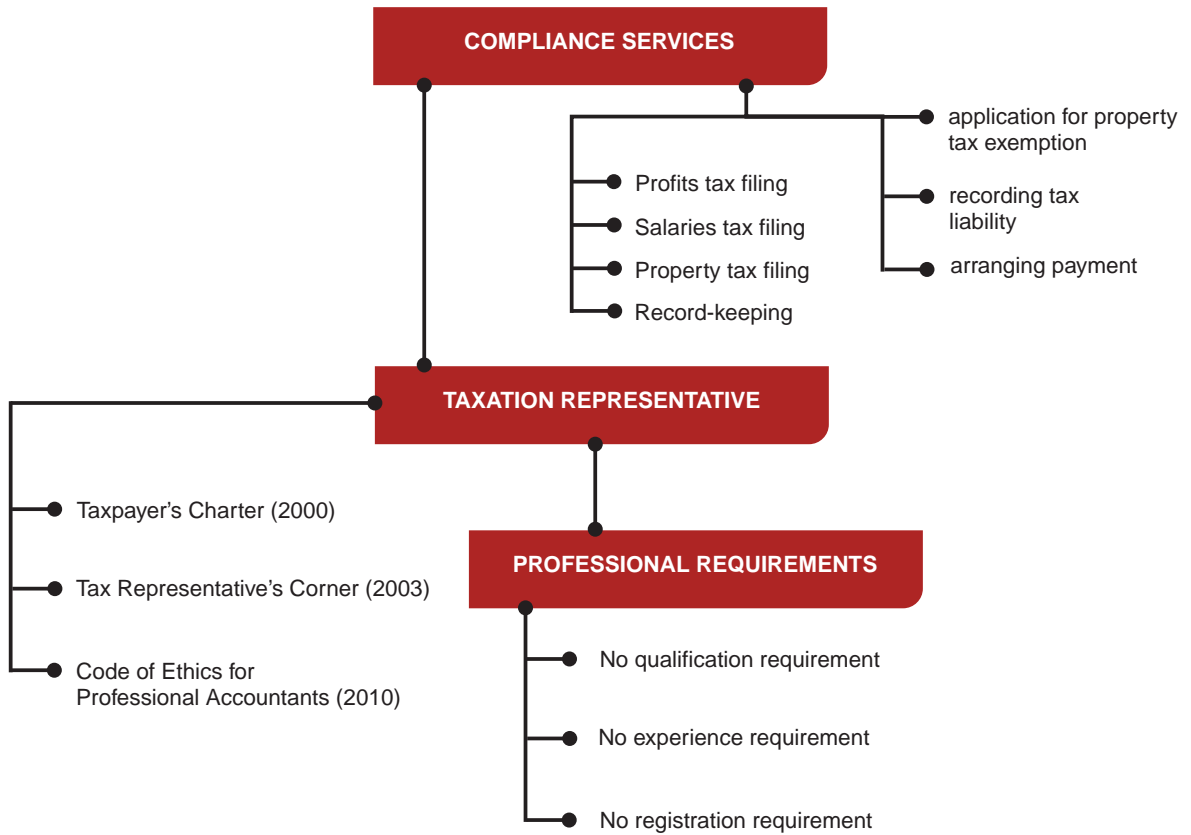 COMPLIANCE SERVICES
Profits tax filing
Salaries tax filing
Property tax filing
Record-keeping
application for property
tax exemption
recording tax
liability
arranging payment
TAXATION REPRESENTATIVE
Taxpayer’s Charter (2000)
Tax Representative’s Corner (2003)
Code of Ethics for
Professional Accountants (2010)
PROFESSIONAL REQUIREMENTS
No qualification requirement
No experience requirement
No registration requirement